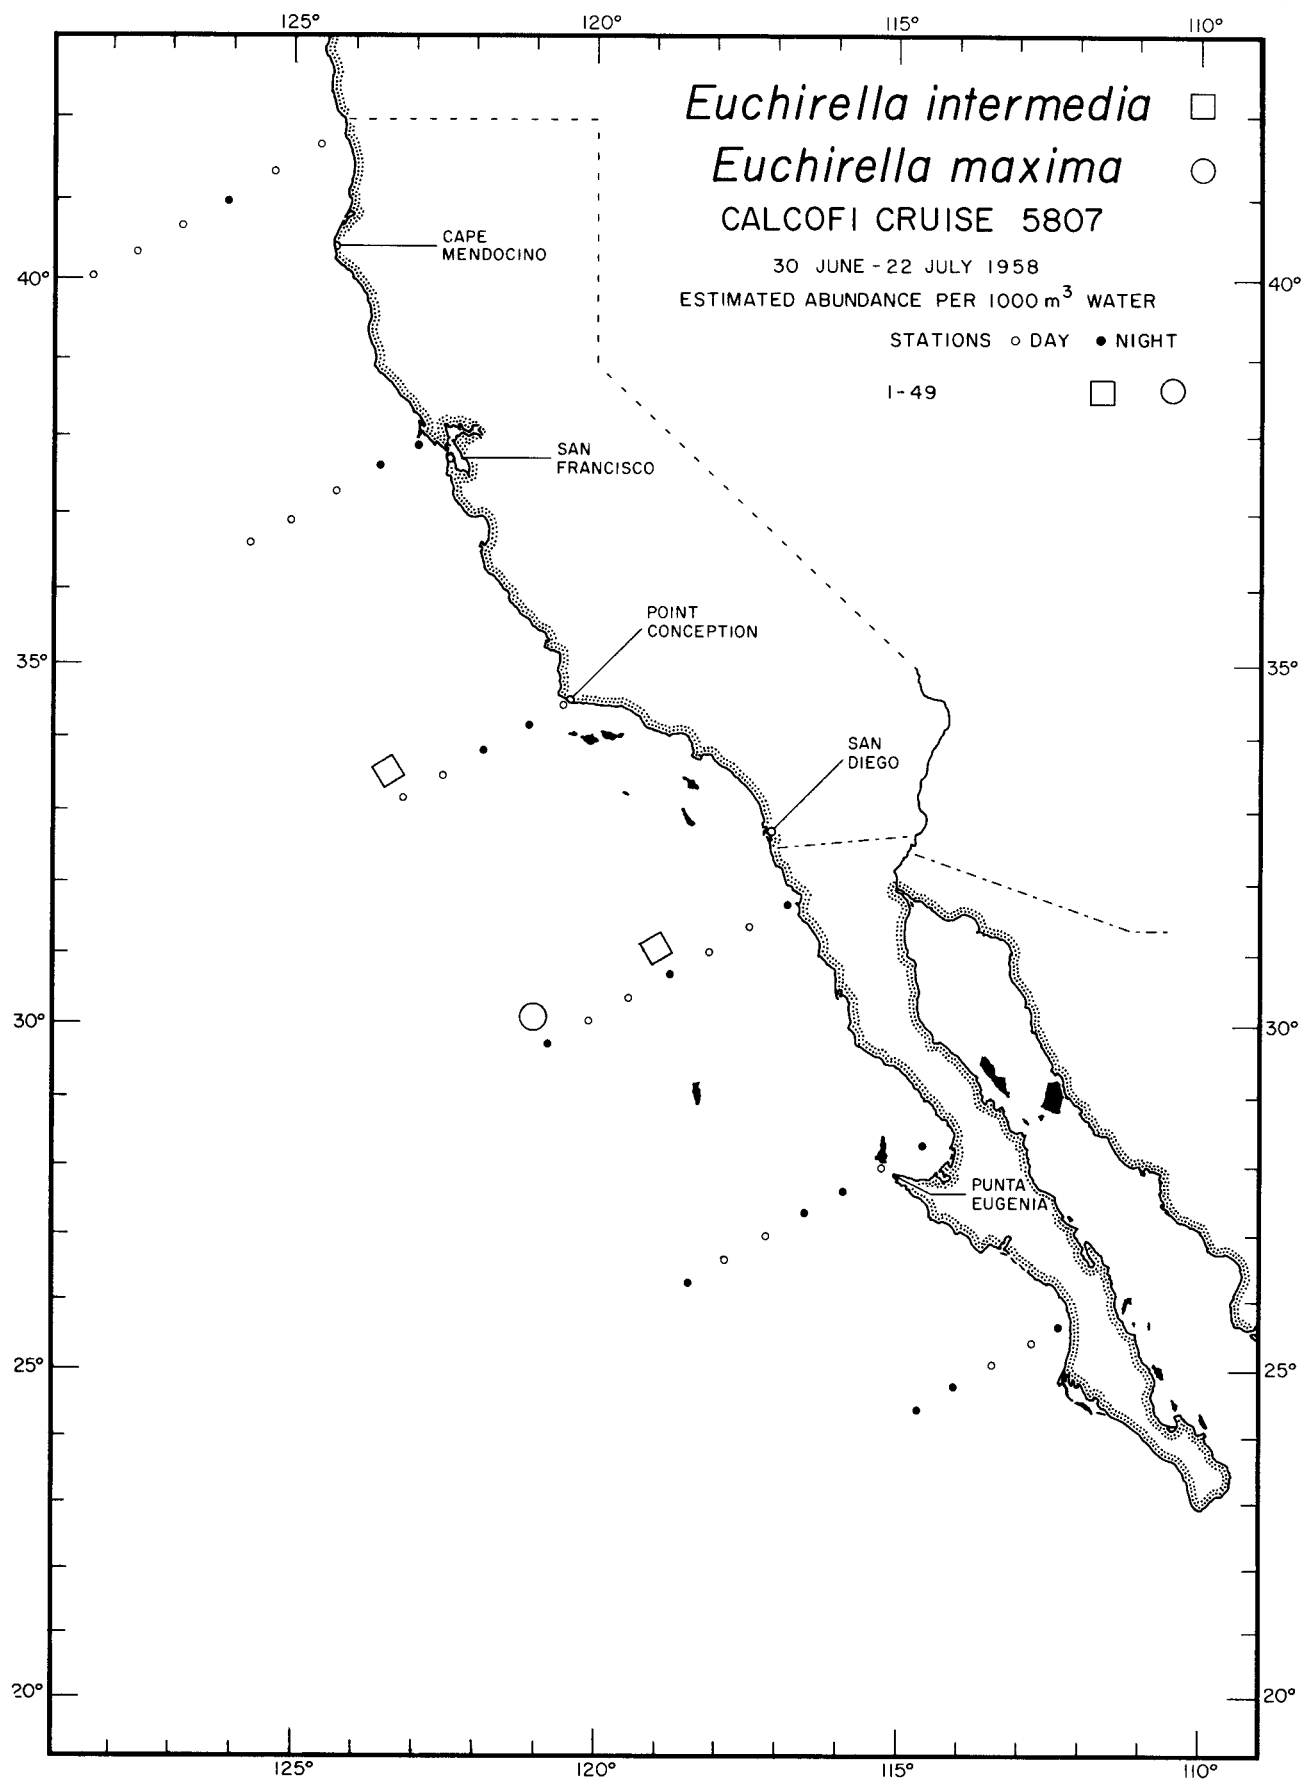 125° 120° 115° 110°
Euchirella intermedia
Euchirella maxima
CALCOFI CRUISE 5807
30 JUNE - 22 JULY 1958
ESTIMATED ABUNDANCE PER 1000 m³ WATER
STATIONS DAY NIGHT
1-49
CAPE
MENDOCINO
40° 40°
SAN
FRANCISCO
POINT
CONCEPTION
35° 35°
SAN
DIEGO
30° 30°
PUNTA
EUGENIA
25° 25°
20° 20°
125° 120° 115° 110°